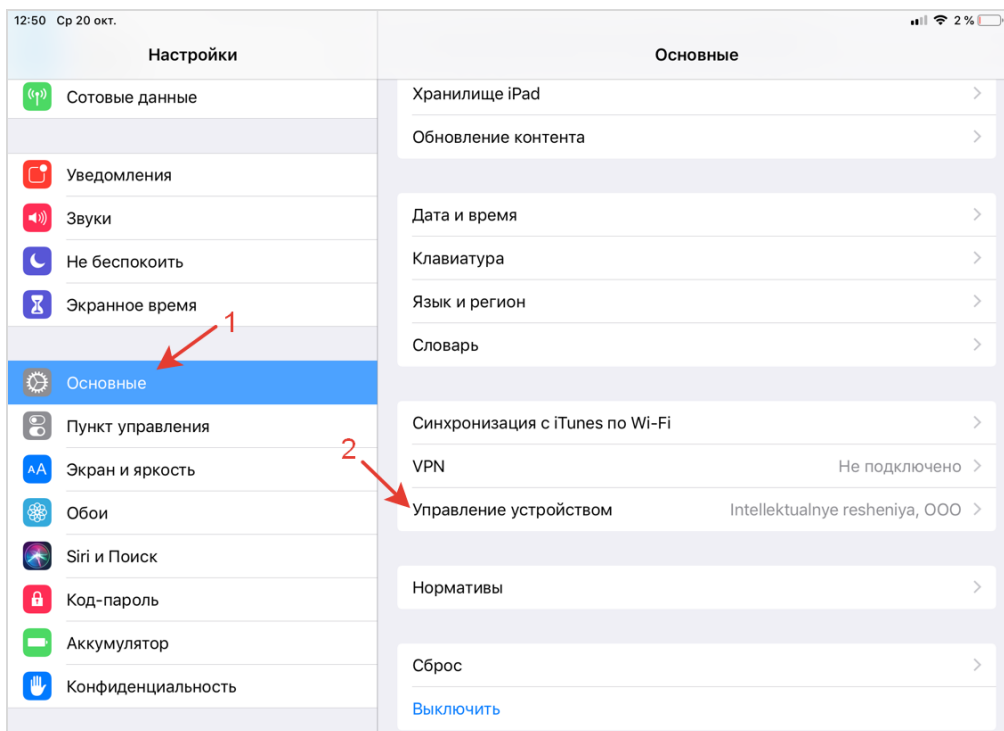 12:50 Ср 20 окт.
2 %
Настройки
Сотовые данные
Уведомления
Звуки
Не беспокоить
Экранное время
1
Основные
Пункт управления
AA Экран и яркость
Обои
Siri и Поиск
Код-пароль
Аккумулятор
Конфиденциальность
Основные
Хранилище iPad
Обновление контента
Дата и время
Клавиатура
Язык и регион
Словарь
Синхронизация с iTunes по Wi-Fi
2
VPN Не подключено
Управление устройством Intellektualnye resheniya, OOO
Нормативы
Сброс
Выключить